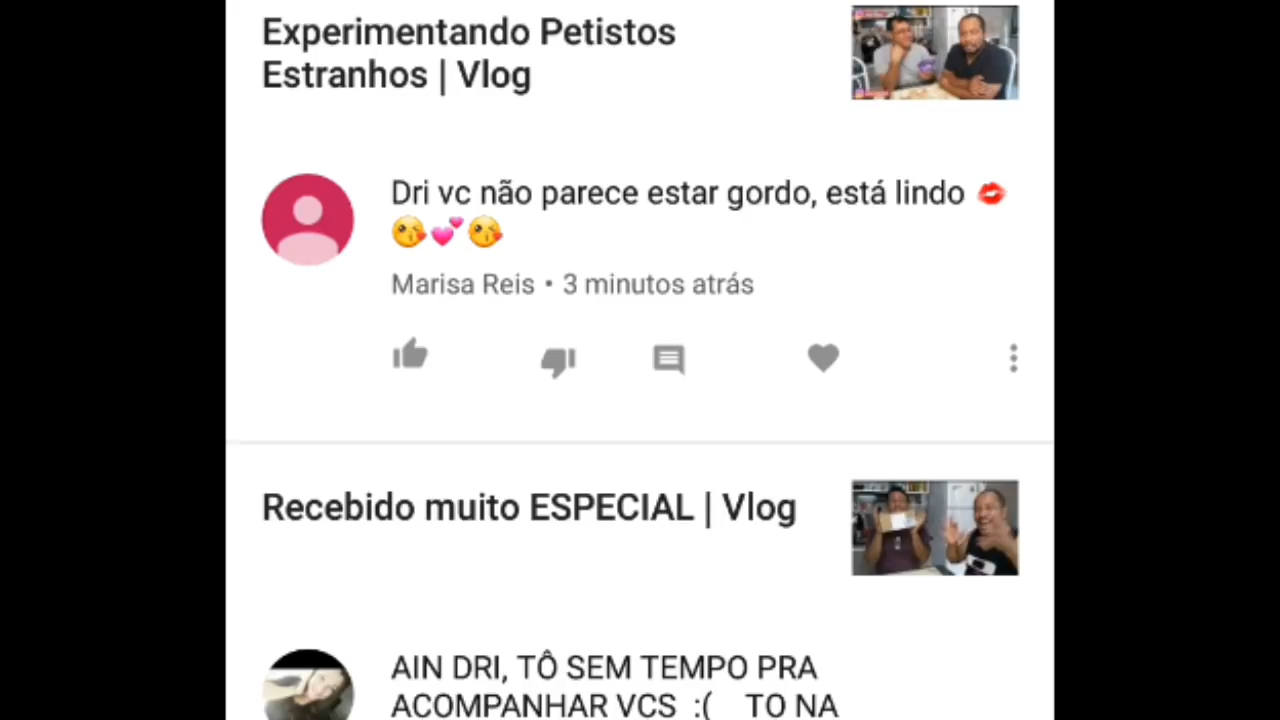 Experimentando Petistos
Estranhos | Vlog
Dri vc não parece estar gordo, está lindo 💋
😘💕😘
Marisa Reis • 3 minutos atrás
Recebido muito ESPECIAL | Vlog
AIN DRI, TÔ SEM TEMPO PRA
ACOMPANHAR VCS :( TO NA